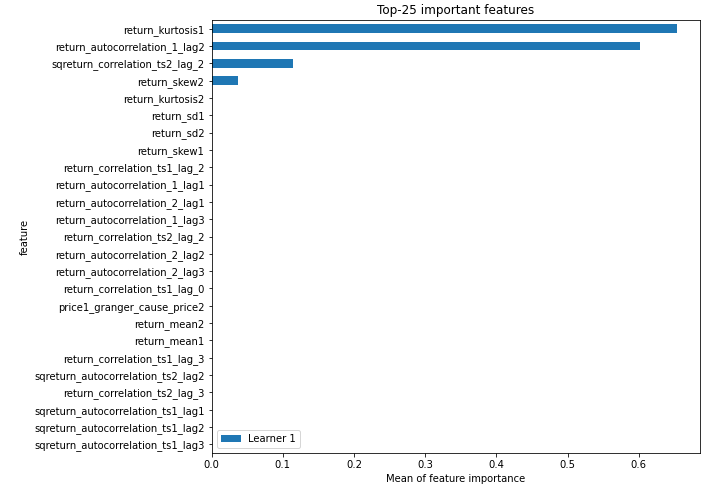 Top-25 important features
return_kurtosis1
return_autocorrelation_1_lag2
sqreturn_correlation_ts2_lag_2
return_skew2
return_kurtosis2
return_sd1
return_sd2
return_skew1
return_correlation_ts1_lag_2
return_autocorrelation_1_lag1
return_autocorrelation_2_lag1
return_autocorrelation_1_lag3
return_correlation_ts2_lag_2
return_autocorrelation_2_lag2
return_autocorrelation_2_lag3
return_correlation_ts1_lag_0
price1_granger_cause_price2
return_mean2
return_mean1
return_correlation_ts1_lag_3
sqreturn_autocorrelation_ts2_lag2
return_correlation_ts2_lag_3
sqreturn_autocorrelation_ts1_lag1
sqreturn_autocorrelation_ts1_lag2
sqreturn_autocorrelation_ts1_lag3
feature
Learner 1
0.0 0.1 0.2 0.3 0.4 0.5 0.6
Mean of feature importance